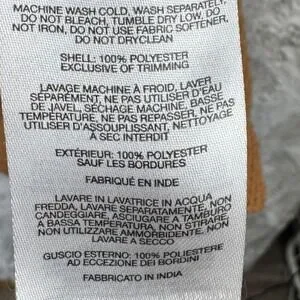 MACHINE WASH COLD, WASH SEPARATELY,
DO NOT BLEACH, TUMBLE DRY LOW, DO
NOT IRON, DO NOT USE FABRIC SOFTENER,
DO NOT DRYCLEAN
SHELL: 100% POLYESTER
EXCLUSIVE OF TRIMMING
LAVAGE MACHINE À FROID, LAVER
SÉPARÉMENT, NE PAS UTILISER D'EAU
DE JAVEL, SÉCHAGE MACHINE, BASSE
TEMPÉRATURE, NE PAS REPASSER, NE PAS
UTILISER D'ASSOUPLISSANT, NETTOYAGE
À SEC INTERDIT
EXTÉRIEUR: 100% POLYESTER
SAUF LES BORDURES
FABRIQUÉ EN INDE
LAVARE IN LAVATRICE IN ACQUA
FREDDA, LAVARE SEPARATAMENTE, NON
CANDEGGIARE, ASCIUGARE A TAMBURO
A BASSA TEMPERATURA, NON STIRARE,
NON UTILIZZARE AMMORBIDENTE, NON
LAVARE A SECCO
GUSCIO ESTERNO: 100% POLIESTERE
AD ECCEZIONE DEI BORDINI
FABBRICATO IN INDIA